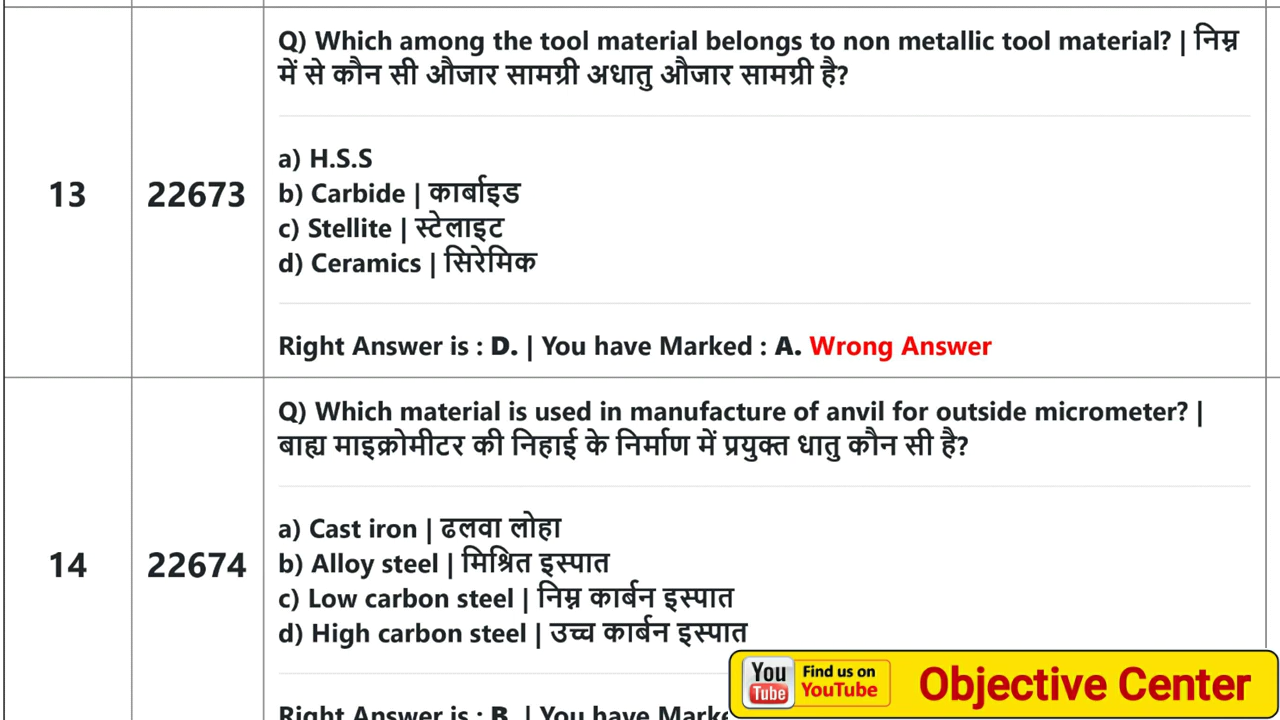 13
22673
Q) Which among the tool material belongs to non metallic tool material? | निम्न
में से कौन सी औजार सामग्री अधातु औजार सामग्री है?
a) H.S.S
b) Carbide | कार्बाइड
c) Stellite | स्टेलाइट
d) Ceramics | सिरेमिक
Right Answer is : D. | You have Marked : A. Wrong Answer
14
22674
Q) Which material is used in manufacture of anvil for outside micrometer? |
बाह्य माइक्रोमीटर की निहाई के निर्माण में प्रयुक्त धातु कौन सी है?
a) Cast iron | ढलवा लोहा
b) Alloy steel | मिश्रित इस्पात
c) Low carbon steel | निम्न कार्बन इस्पात
d) High carbon steel | उच्च कार्बन इस्पात
Right Answer is : B. | You have Marke
You Tube
Find us on
YouTube
Objective Center